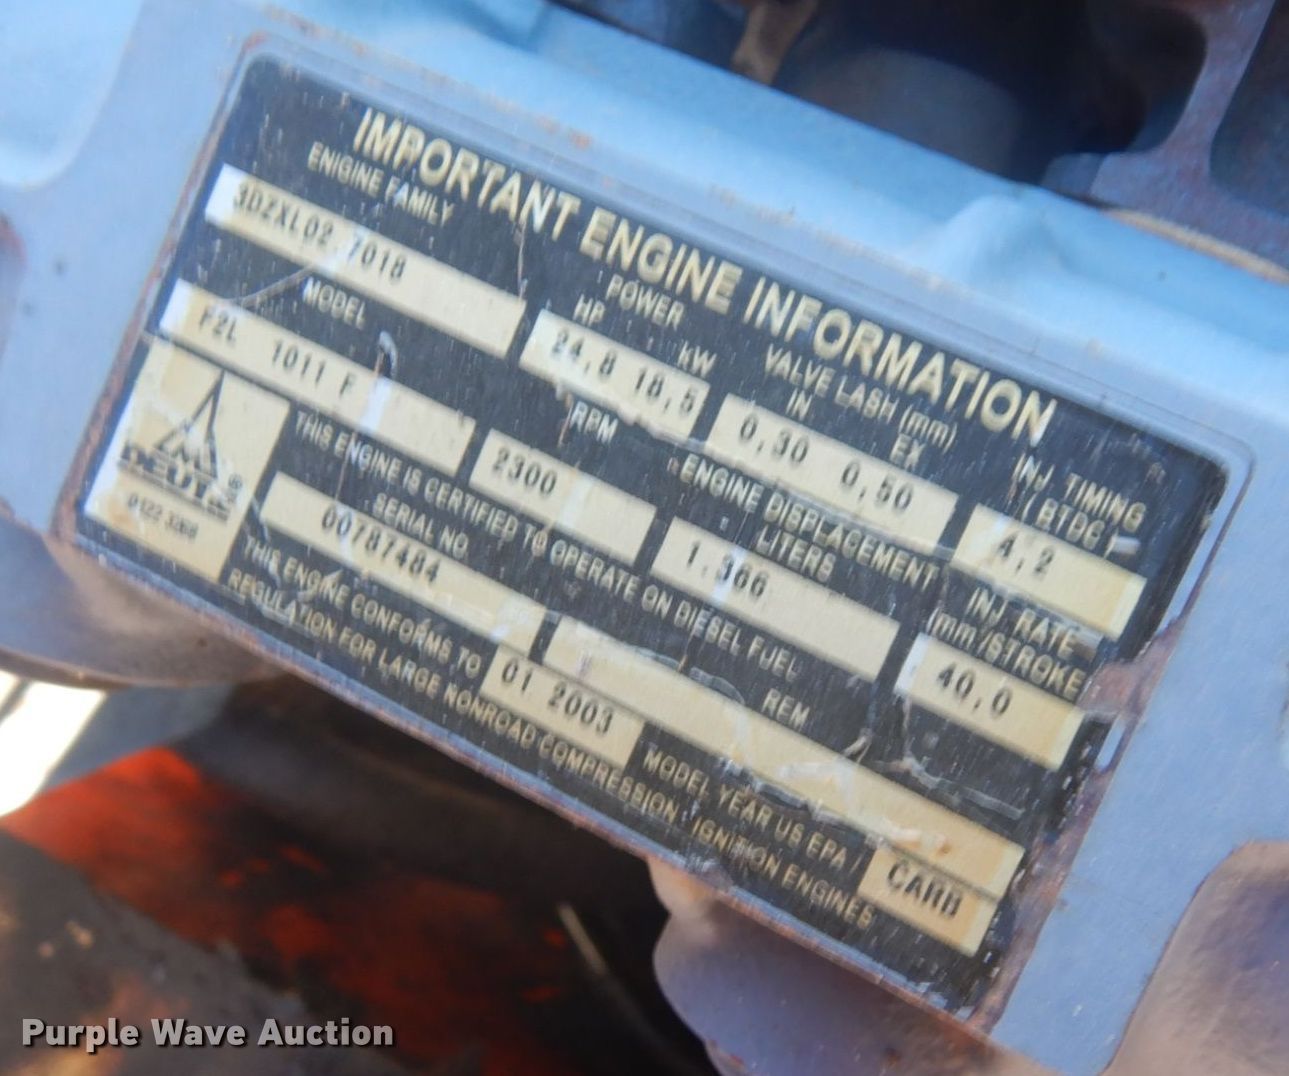 IMPORTANT ENGINE INFORMATION
ENIGINE FAMILY
POWER
HP kW
VALVE LASH (mm)
IN EX
INJ. TIMING
(BTDC)
3DZXL02.7018
24,8 18,5
0,30 0,50
4,2
MODEL
RPM
ENGINE DISPLACEMENT
LITERS
INJ. RATE
(mm³/STROKE
F2L 1011 F
2300
1.366
40,0
THIS ENGINE IS CERTIFIED TO OPERATE ON DIESEL FUEL
SERIAL NO.
REM
00787484
DEUTZ®
0122 3268
THIS ENGINE CONFORMS TO 01 2003 MODEL YEAR US EPA / CARB
REGULATION FOR LARGE NONROAD COMPRESSION - IGNITION ENGINES
Purple Wave Auction